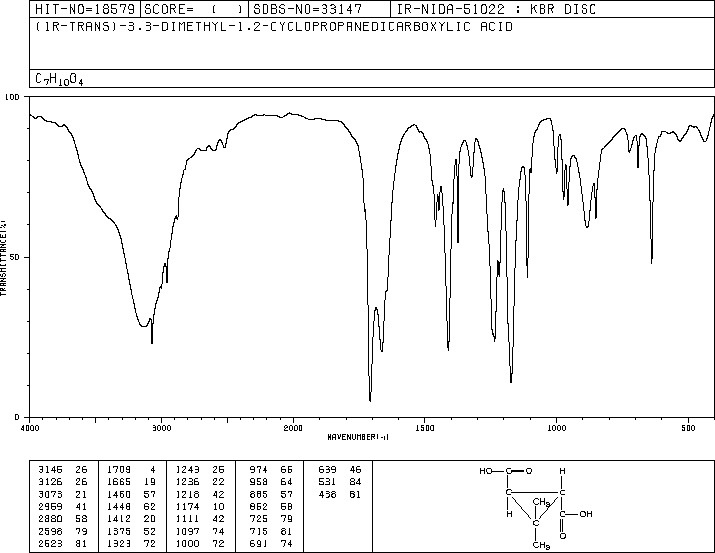 HIT-NO=18579 SCORE= ( ) SDBS-NO=33147 IR-NIDA-51022 : KBR DISC
(1R-TRANS)-3,3-DIMETHYL-1,2-CYCLOPROPANEDICARBOXYLIC ACID
C7H10O4
100
50
0
TRANSMITTANCE(%)
4000 3000 2000 1500 1000 500
WAVENUMBER(-1)
3145 26 1709 4 1243 25 974 66 639 46
3126 26 1665 19 1236 22 958 64 531 84
3073 21 1460 57 1218 42 885 57 438 81
2959 41 1448 62 1174 10 852 58
2880 58 1412 20 1111 42 725 79
2598 79 1375 52 1097 74 715 81
2523 81 1323 72 1000 72 691 74
HO C O H
C C
H CH3 C OH
C O
CH3